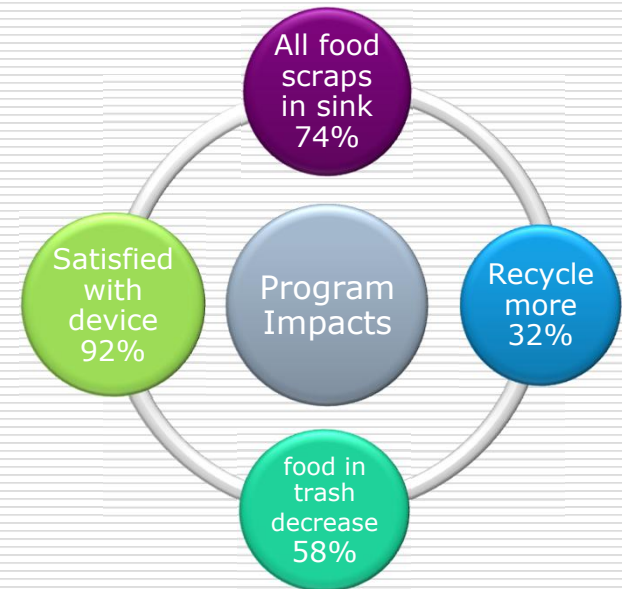 All food
scraps
in sink
74%
Satisfied
with
device
92%
Program
Impacts
Recycle
more
32%
food in
trash
decrease
58%